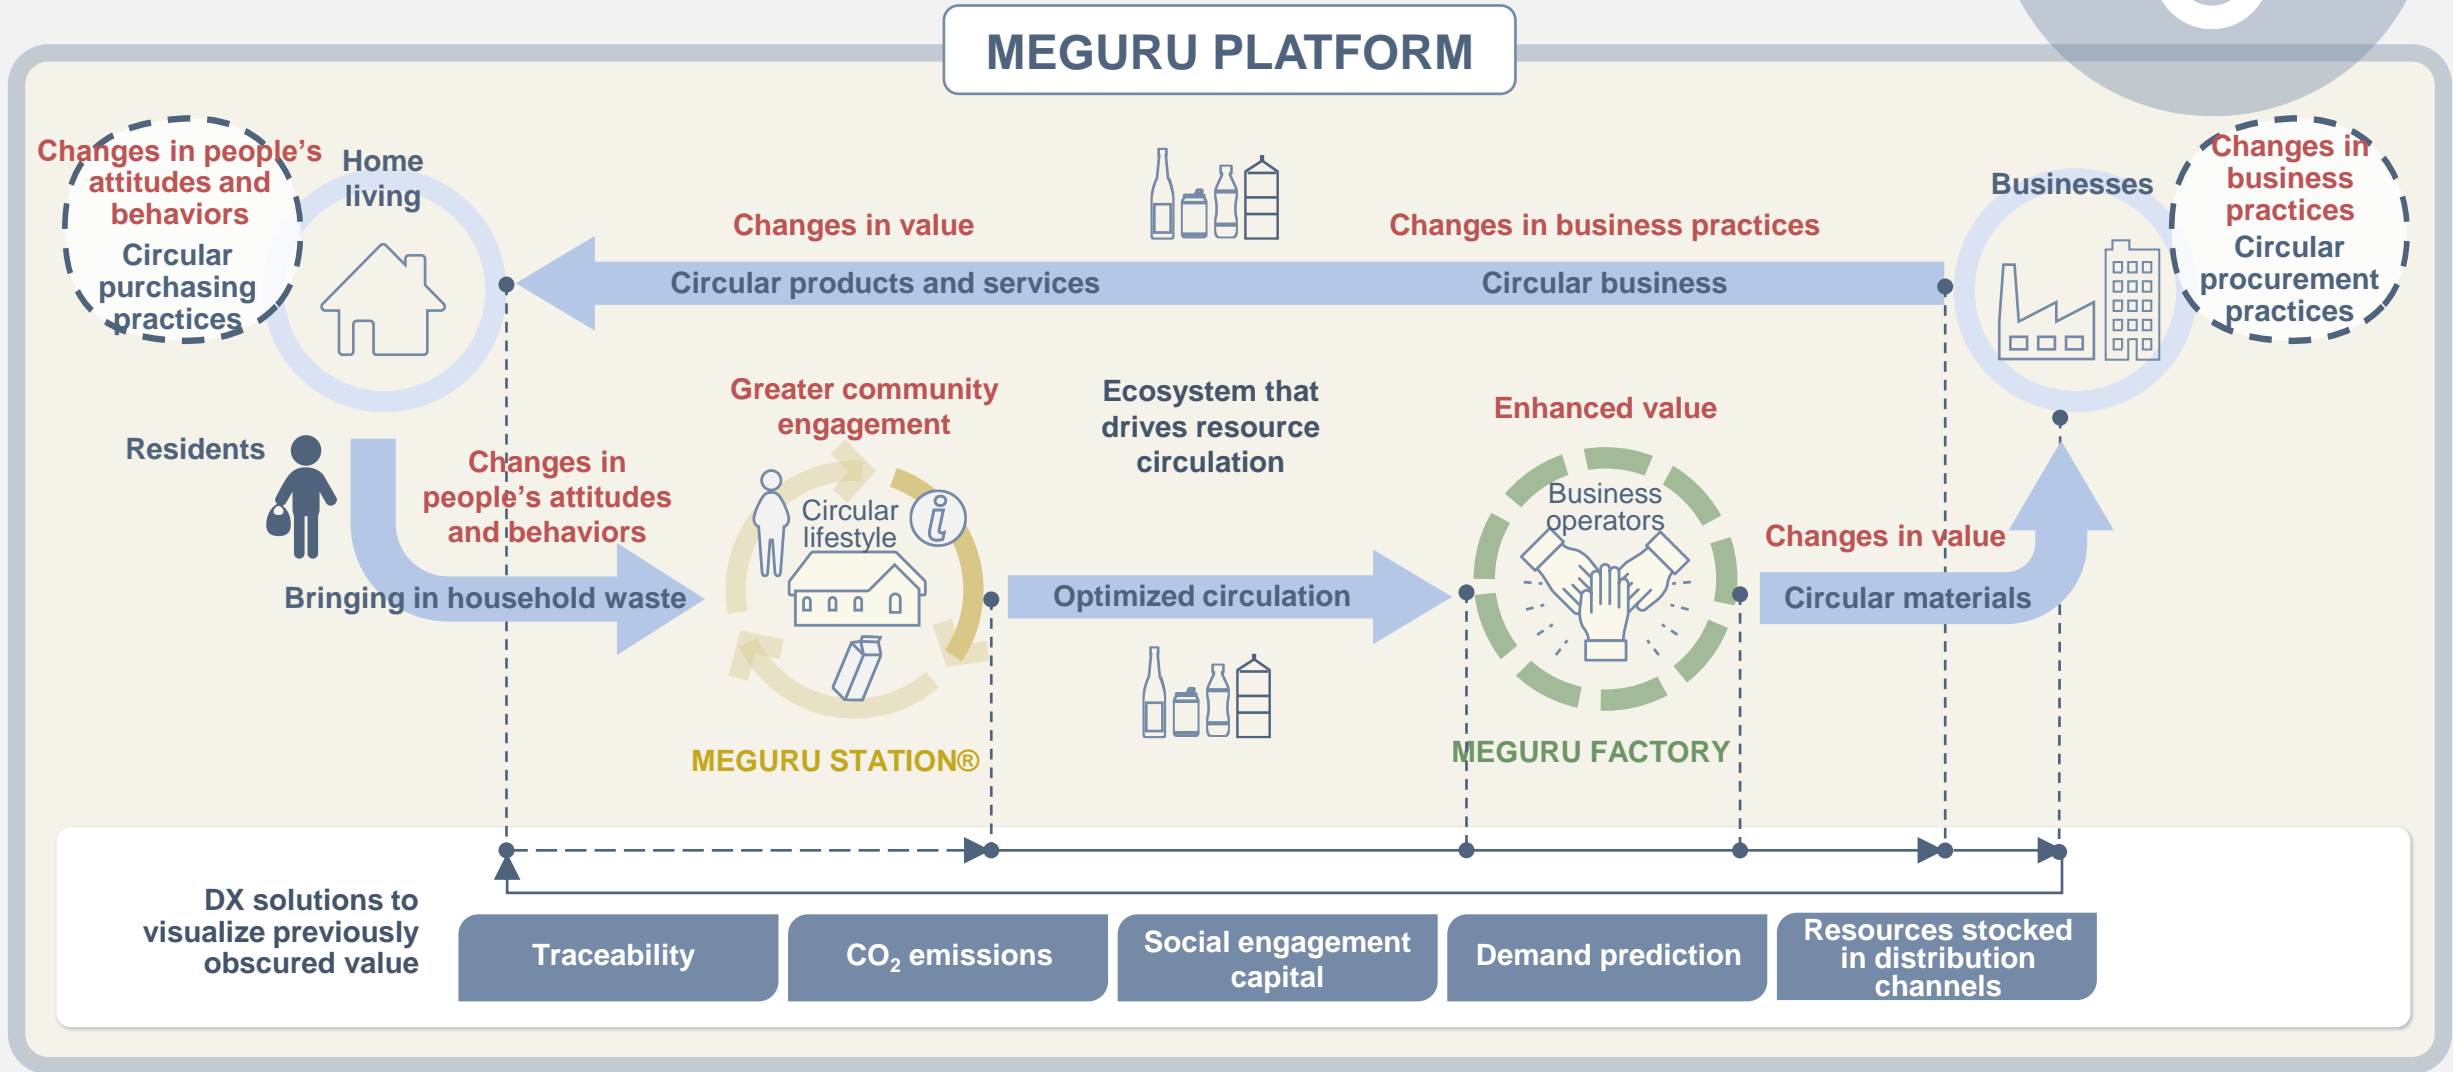 MEGURU PLATFORM
Changes in people's
attitudes and
behaviors
Circular
purchasing
practices
Home
living
Changes in value
Circular products and services
Changes in business practices
Circular business
Businesses
Changes in
business
practices
Circular
procurement
practices
Residents
Changes in
people's attitudes
and behaviors
Bringing in household waste
Greater community
engagement
Circular
lifestyle
i
MEGURU STATION®
Ecosystem that
drives resource
circulation
Optimized circulation
Enhanced value
Business
operators
MEGURU FACTORY
Changes in value
Circular materials
DX solutions to
visualize previously
obscured value
Traceability
CO₂ emissions
Social engagement
capital
Demand prediction
Resources stocked
in distribution
channels